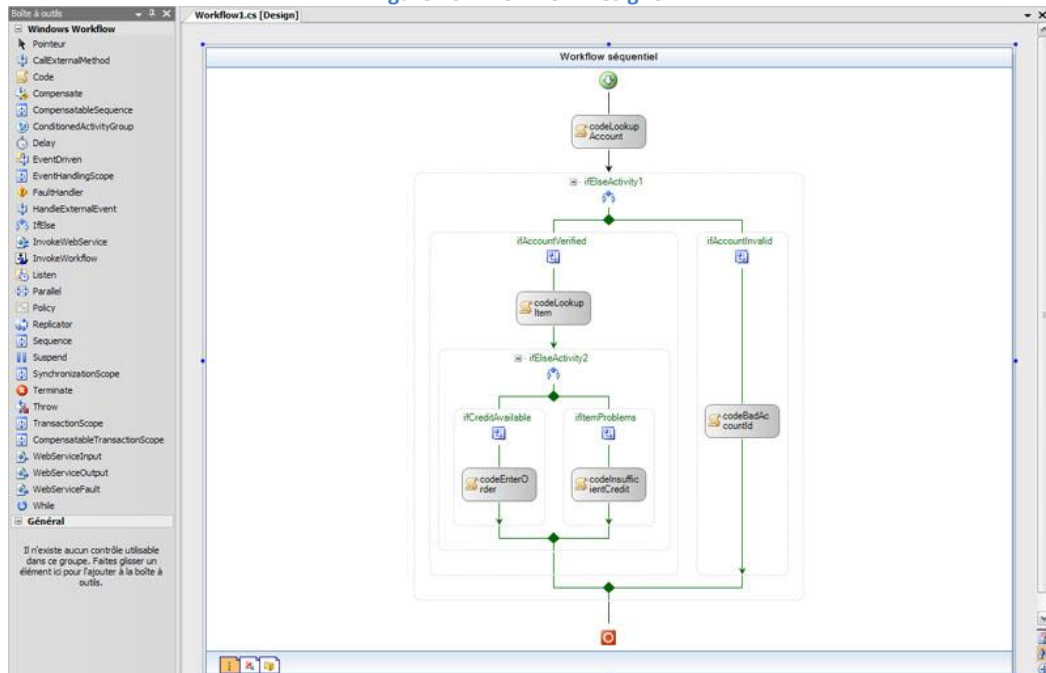 Boîte à outils
Workflow1.cs [Design]
Windows Workflow
Pointeur
CallExternalMethod
Code
Compensate
CompensatableSequence
ConditionedActivityGroup
Delay
EventDriven
EventHandlingScope
FaultHandler
HandleExternalEvent
IfElse
InvokeWebService
InvokeWorkflow
Listen
Parallel
Policy
Replicator
Sequence
Suspend
SynchronizationScope
Terminate
Throw
TransactionScope
CompensatableTransactionScope
WebServiceInput
WebServiceOutput
WebServiceFault
While
Général
Il n'existe aucun contrôle utilisable
dans ce groupe. Faites glisser un
élément ici pour l'ajouter à la boîte à
outils.
Workflow séquentiel
codeLookup
Account
ifElseActivity1
ifAccountVerified
ifAccountInvalid
codeLookup
Item
ifElseActivity2
ifCreditAvailable
ifItemProblems
codeBadAc
countId
codeEnterO
rder
codeInsuffic
ientCredit